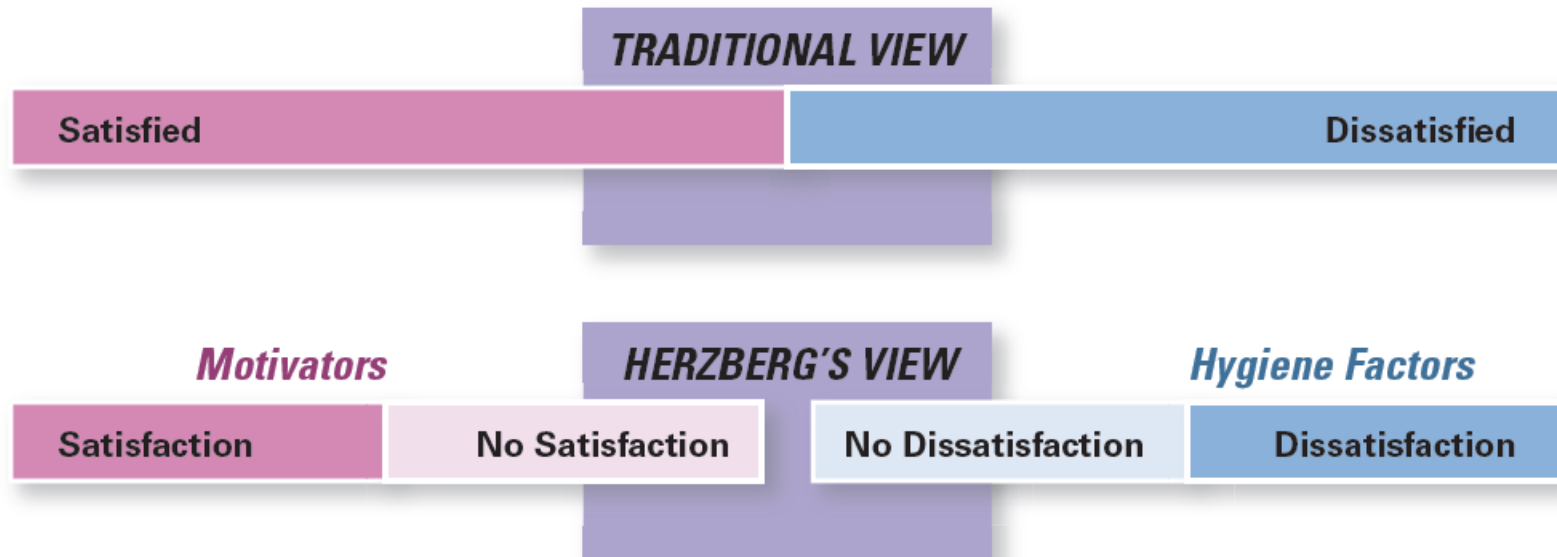 TRADITIONAL VIEW
Satisfied Dissatisfied
Motivators HERZBERG'S VIEW Hygiene Factors
Satisfaction No Satisfaction No Dissatisfaction Dissatisfaction